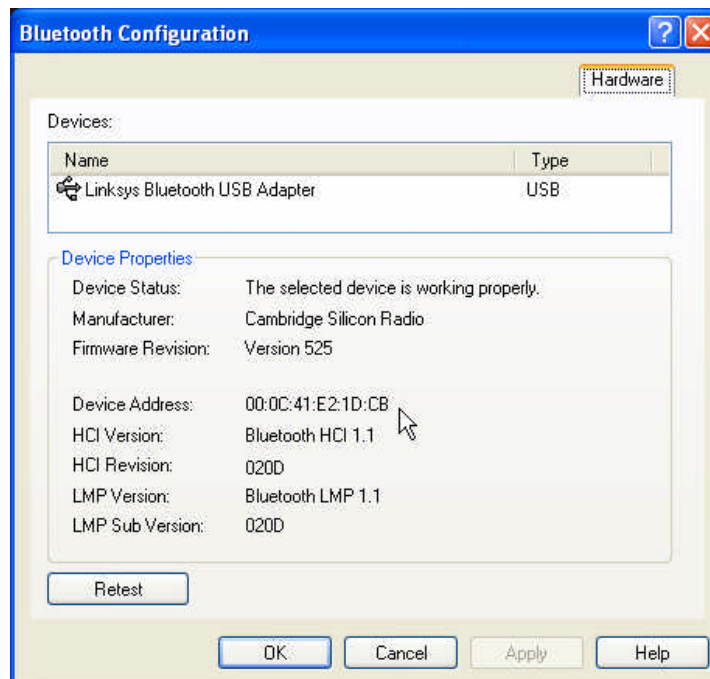 Bluetooth Configuration
Hardware
Devices:
Name Type
Linksys Bluetooth USB Adapter USB
Device Properties
Device Status: The selected device is working properly.
Manufacturer: Cambridge Silicon Radio
Firmware Revision: Version 525
Device Address: 00:0C:41:E2:1D:CB
HCI Version: Bluetooth HCI 1.1
HCI Revision: 020D
LMP Version: Bluetooth LMP 1.1
LMP Sub Version: 020D
Retest
OK Cancel Apply Help